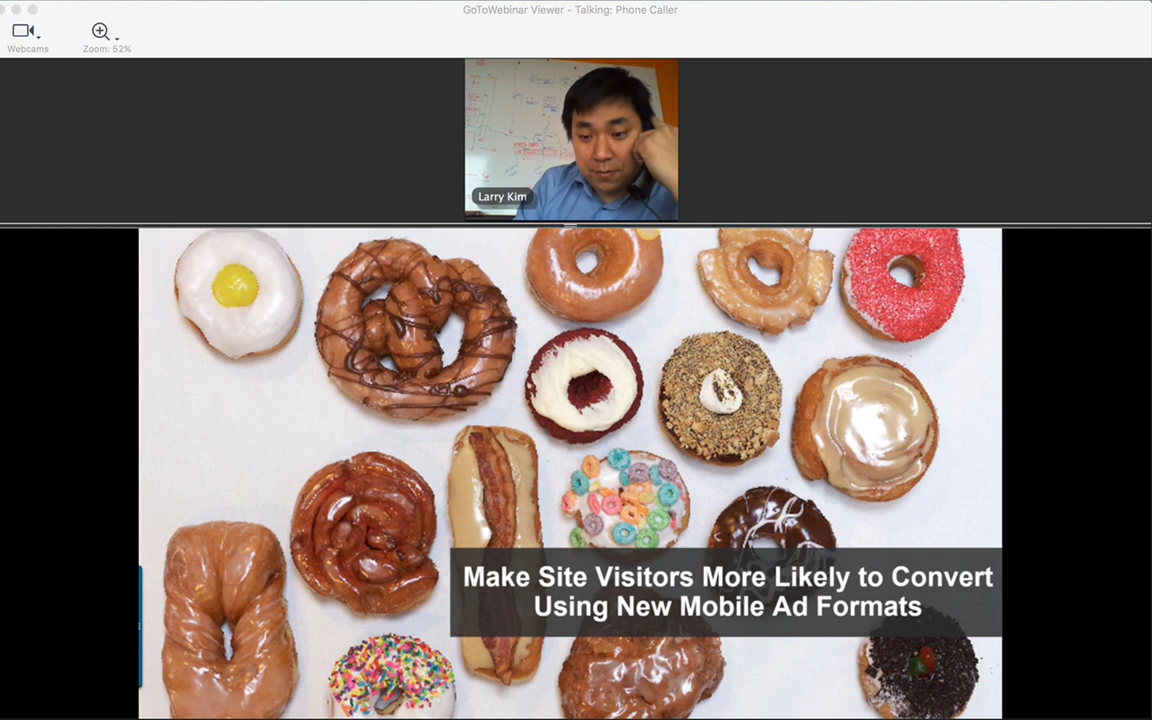 GoToWebinar Viewer - Talking: Phone Caller
Webcams
Zoom: 52%
Larry Kim
Make Site Visitors More Likely to Convert
Using New Mobile Ad Formats